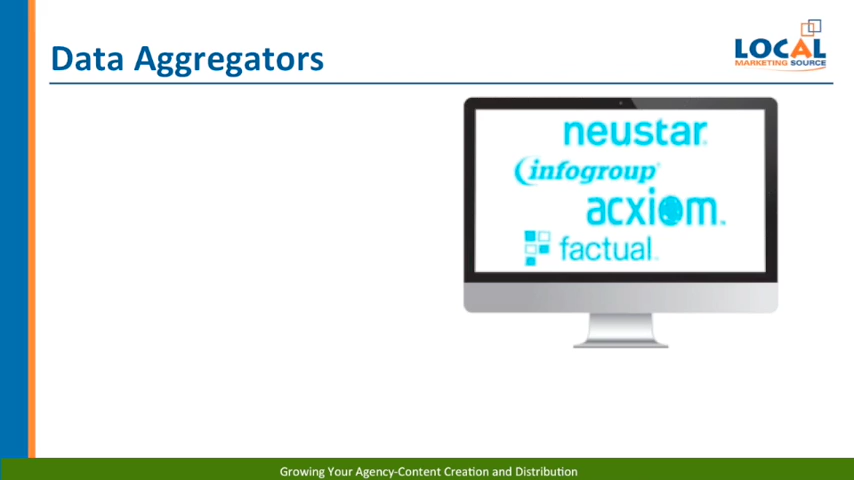 Data Aggregators
LOCAL
MARKETING SOURCE
neustar
infogroup
acxiom
factual
Growing Your Agency-Content Creation and Distribution